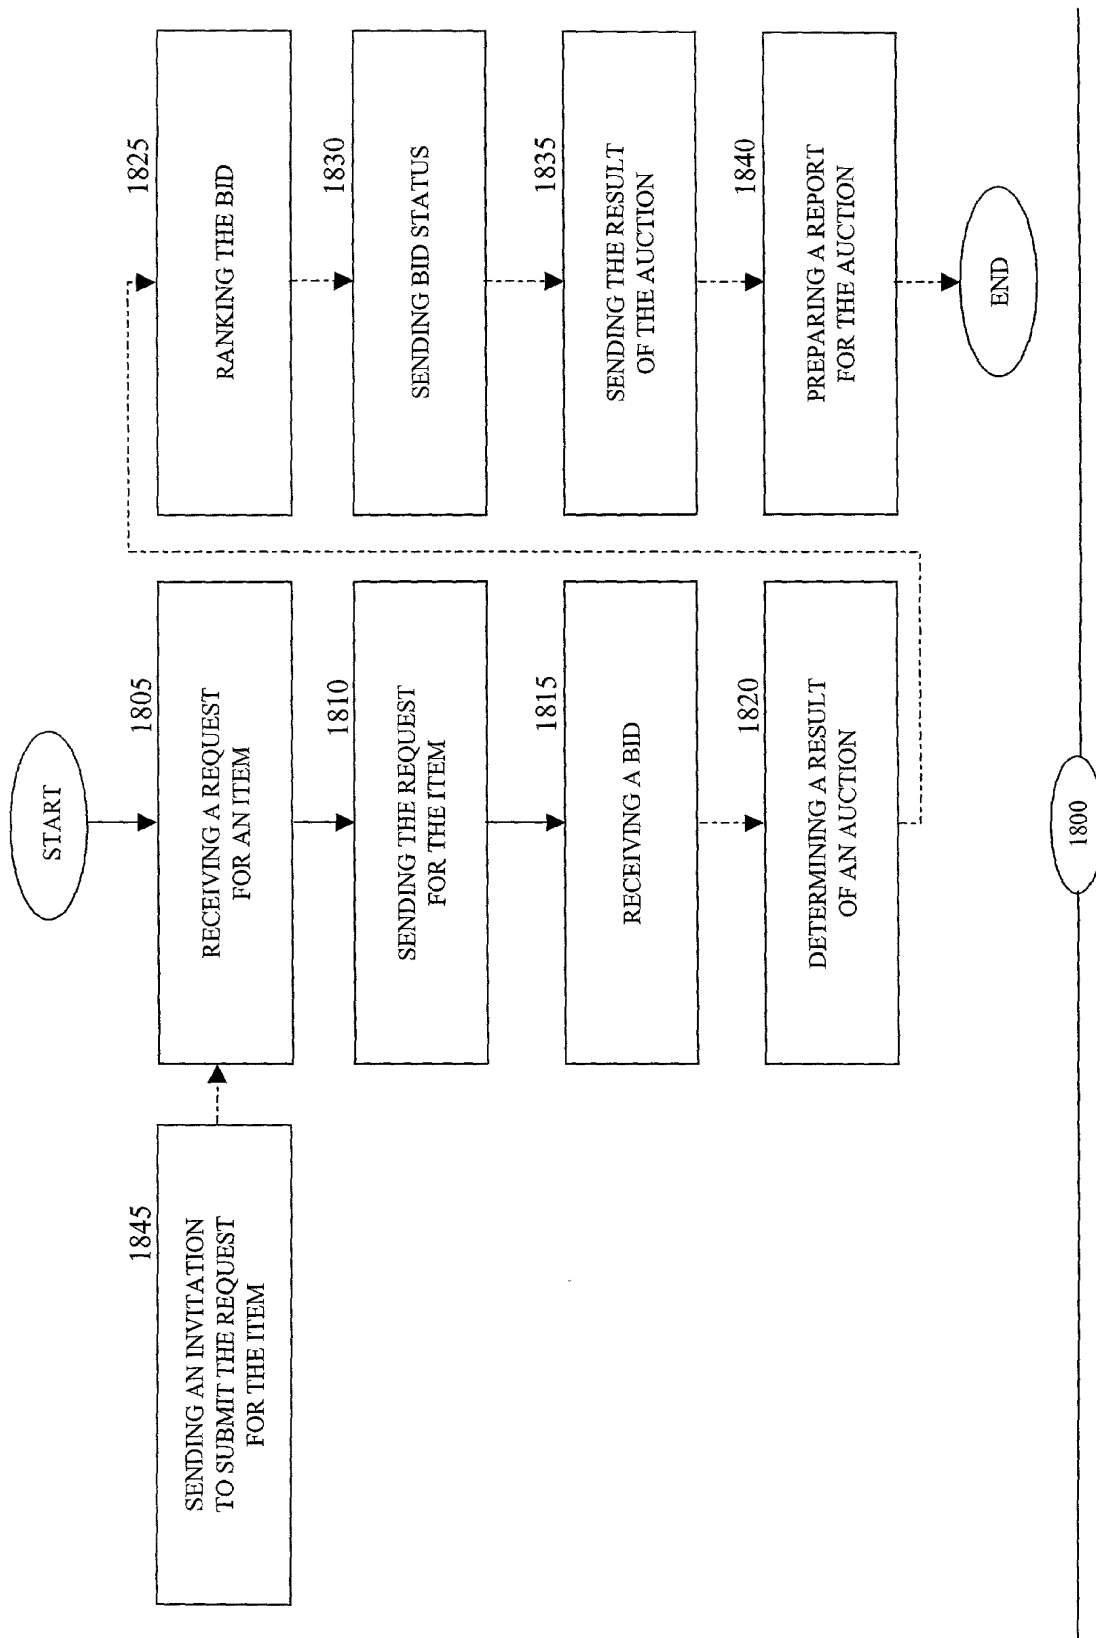 START
1845
SENDING AN INVITATION
TO SUBMIT THE REQUEST
FOR THE ITEM
1805
RECEIVING A REQUEST
FOR AN ITEM
1810
SENDING THE REQUEST
FOR THE ITEM
1815
RECEIVING A BID
1820
DETERMINING A RESULT
OF AN AUCTION
1825
RANKING THE BID
1830
SENDING BID STATUS
1835
SENDING THE RESULT
OF THE AUCTION
1840
PREPARING A REPORT
FOR THE AUCTION
END
1800